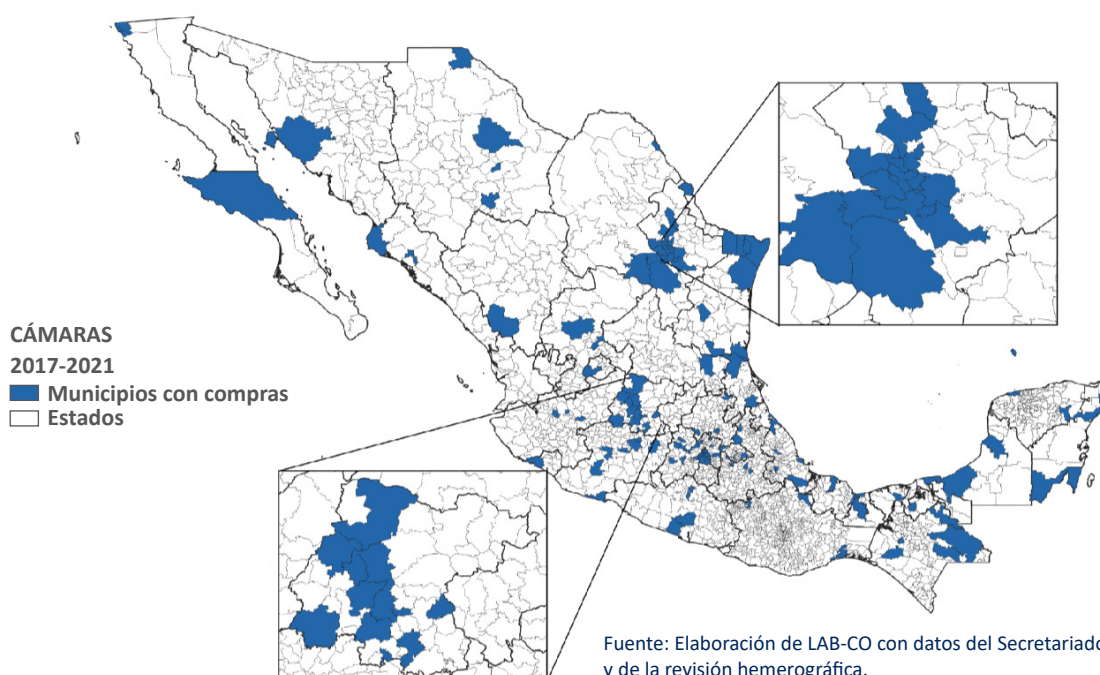 CÁMARAS
2017-2021
Municipios con compras
Estados
Fuente: Elaboración de LAB-CO con datos del Secretariado
y de la revisión hemerográfica.